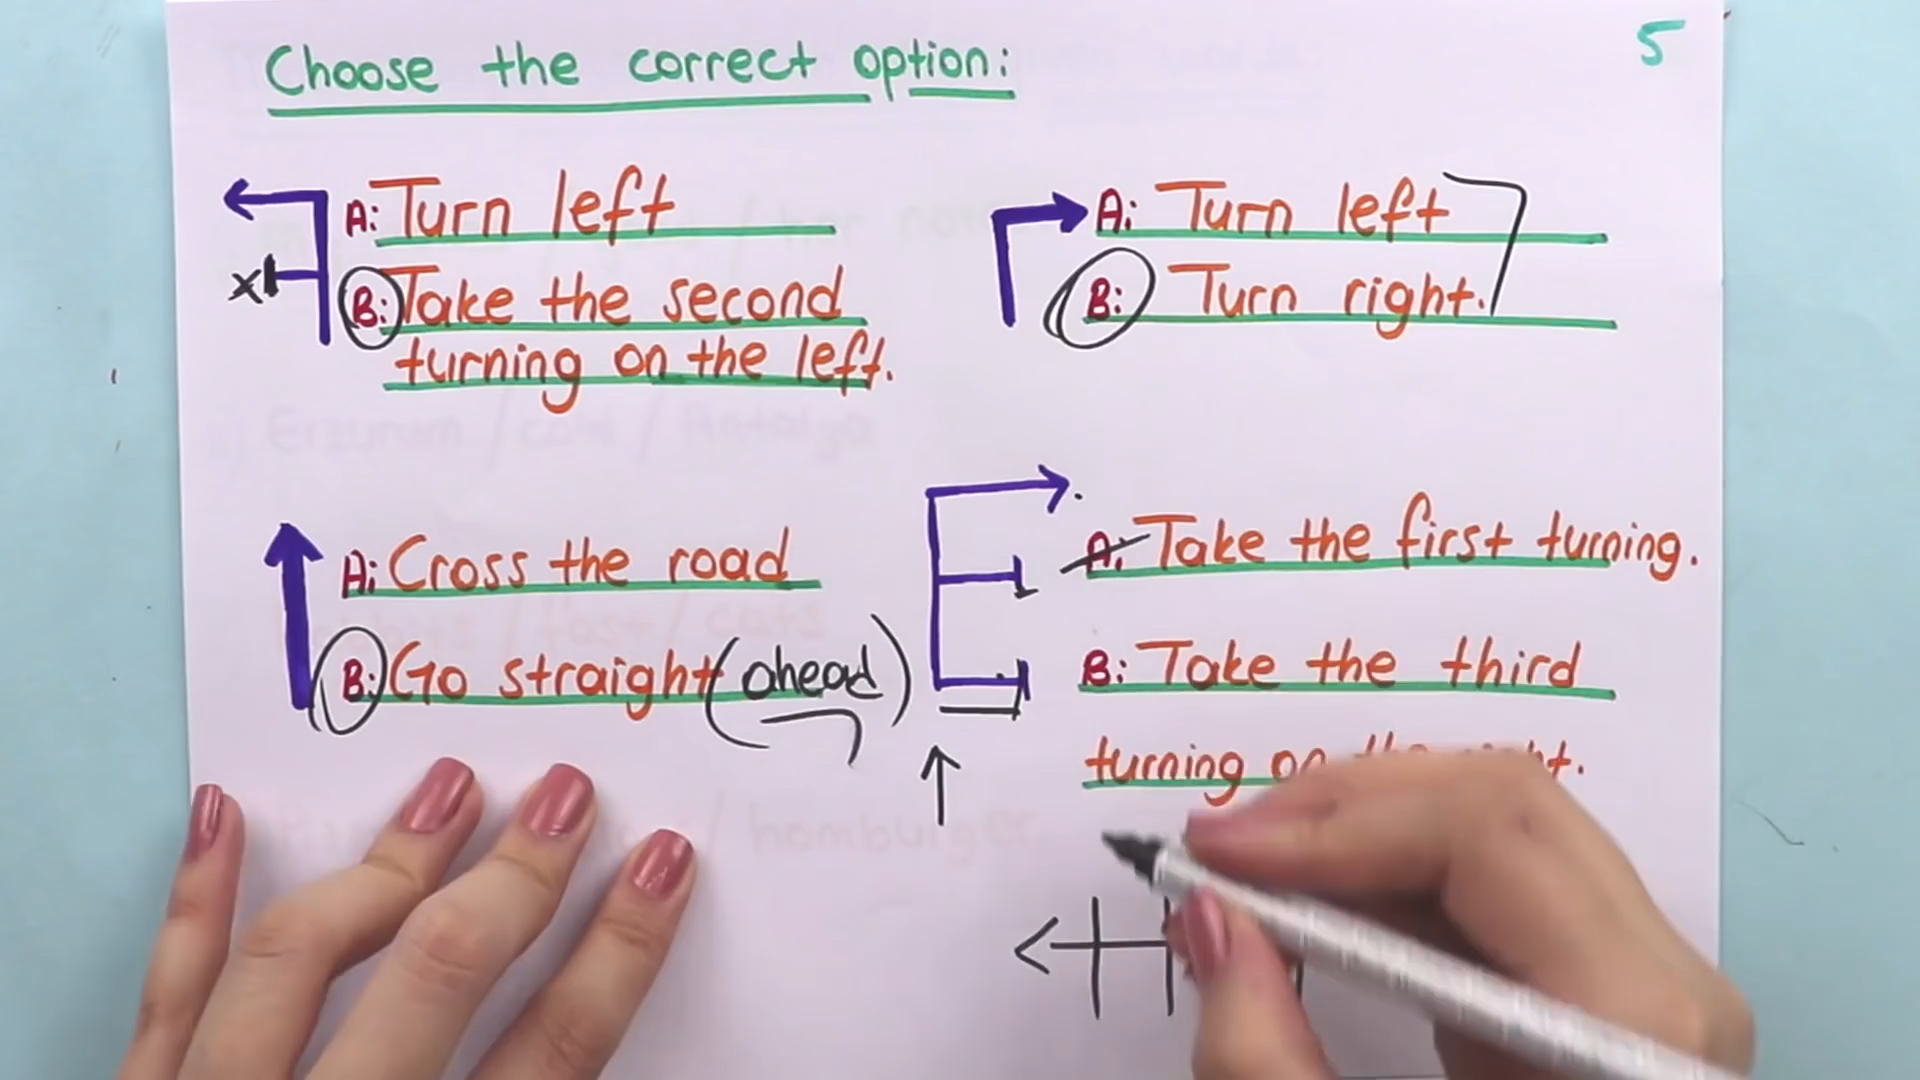 Choose the correct option:
5
A: Turn left
x
B: Take the second
turning on the left.
A: Turn left
B: Turn right.
A: Cross the road
B: Go straight (ahead)
A: Take the first turning.
B: Take the third
turning on